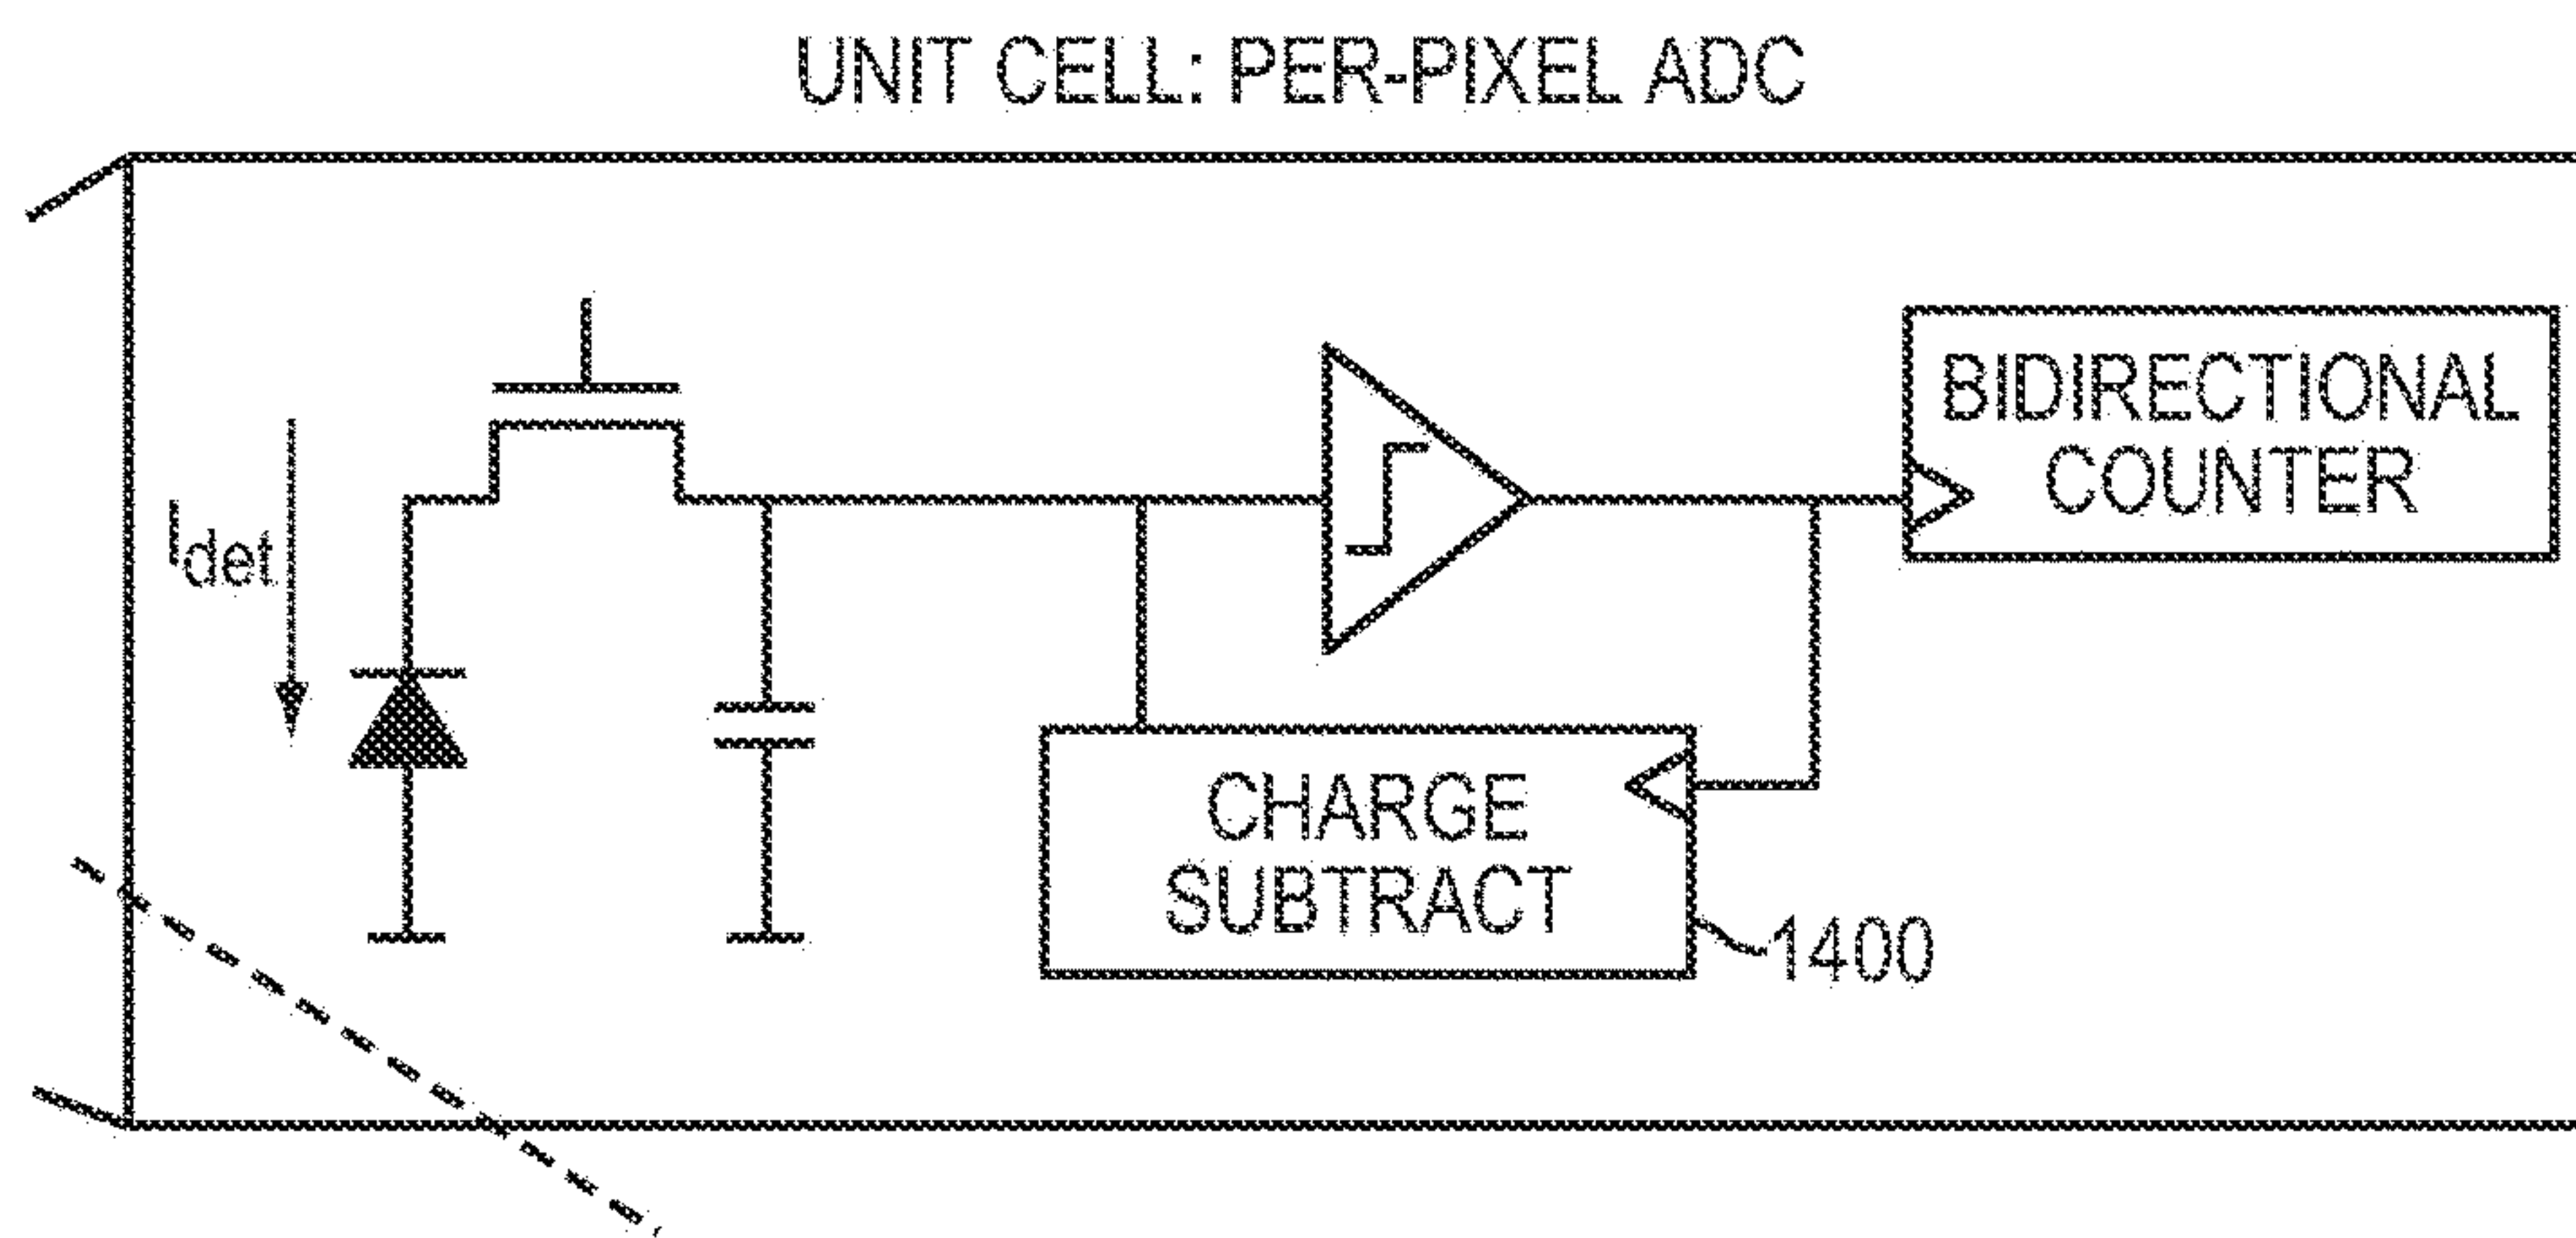 UNIT CELL: PER-PIXEL ADC
Idet
BIDIRECTIONAL
COUNTER
CHARGE
SUBTRACT
1400